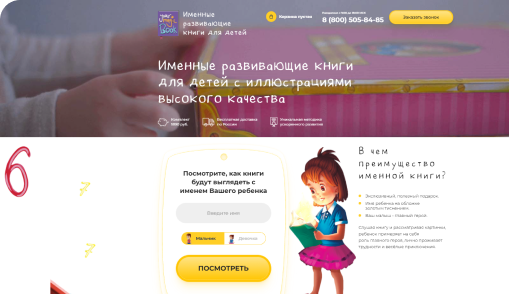 Именные
развивающие
книги для детей
Корзина пуста
8 (800) 505-84-85
Заказать звонок
Именные развивающие книги
для детей с иллюстрациями
высокого качества
Комплект
Бесплатная доставка
по России
Уникальная методика
ускоренного развития
6
7
7
Посмотрите, как книги
будут выглядеть с
именем Вашего ребенка
Введите имя
Мальчик
Девочка
ПОСМОТРЕТЬ
В чем
преимущество
именной книги?
Эксклюзивный, полезный подарок
Имя ребенка на обложке
золотым тиснением
Ваш малыш - главный герой
Слушая книгу и рассматривая картинки,
ребенок примеряет на себя
роль главного героя, лично проживает
трудности и весёлые приключения